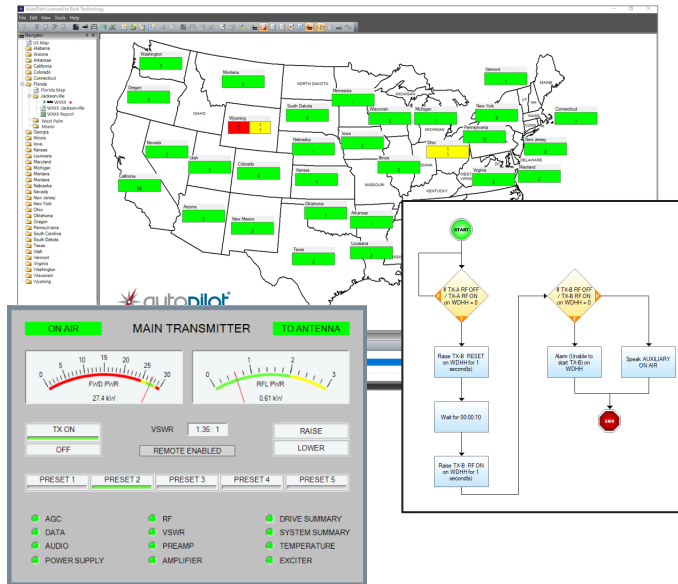 AutoPilot Licensed to Burk Technology
File Edit View Tools Help
Navigator
US Map
Alabama
Arizona
Arkansas
California
Colorado
Connecticut
Florida
Florida Map
Jacksonville
WXXX
WXXX Jacksonville
WXXX Report
West Palm
Miami
Georgia
Illinois
Iowa
Kansas
Louisiana
Maryland
Michigan
Montana
Montana
Nebraska
Nevada
New Jersey
New York
Ohio
Oklahoma
Oregon
Pennsylvania
South Carolina
South Dakota
Texas
Utah
Vermont
Virginia
Washington
Wisconsin
Wyoming
Washington
Montana
NORTH DAKOTA
Minnesota
Vermont
MAINE
Oregon
IDAHO
Wyoming
South Dakota
Wisconsin
MICHIGAN
Michigan
MICHIGAN
New York
Connecticut
Nevada
Utah
Colorado
Nebraska
Iowa
Illinois
Ohio
Pennsylvania
12
New Jersey
DELAWARE
Maryland
California
24
Kansas
MISSOURI
KENTUCKY
WEST
Virginia
Arizona
New Mexico
Oklahoma
Arkansas
Texas
Louisiana
autopilot
START
If TX-A RF OFF
/ TX-A RF ON
on WDHH = 0
Raise TX-B RESET
on WDHH for 1
second(s)
Wait for 00:00:10
Raise TX-B RF ON
on WDHH for 1
second(s)
If TX-B RF OFF
/ TX-B RF ON
on WDHH = 0
Alarm (Unable to
start TX-B) on
WDHH
Speak AUXILIARY
ON AIR
END
ON AIR
MAIN TRANSMITTER
TO ANTENNA
0 5 10 15 20 25 30
FWD PWR
27.4 kW
0 1 2 3
RFL PWR
0.61 kW
TX ON
OFF
VSWR 1.35 : 1
REMOTE ENABLED
RAISE
LOWER
PRESET 1 PRESET 2 PRESET 3 PRESET 4 PRESET 5
AGC RF DRIVE SUMMARY
DATA VSWR SYSTEM SUMMARY
AUDIO PREAMP TEMPERATURE
POWER SUPPLY AMPLIFIER EXCITER